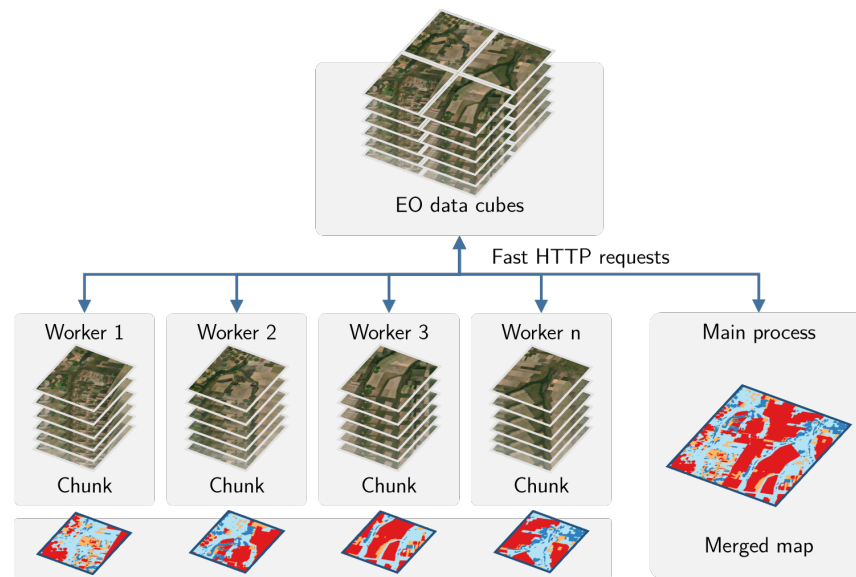 EO data cubes
Fast HTTP requests
Worker 1
Worker 2
Worker 3
Worker n
Main process
Chunk
Chunk
Chunk
Chunk
Merged map